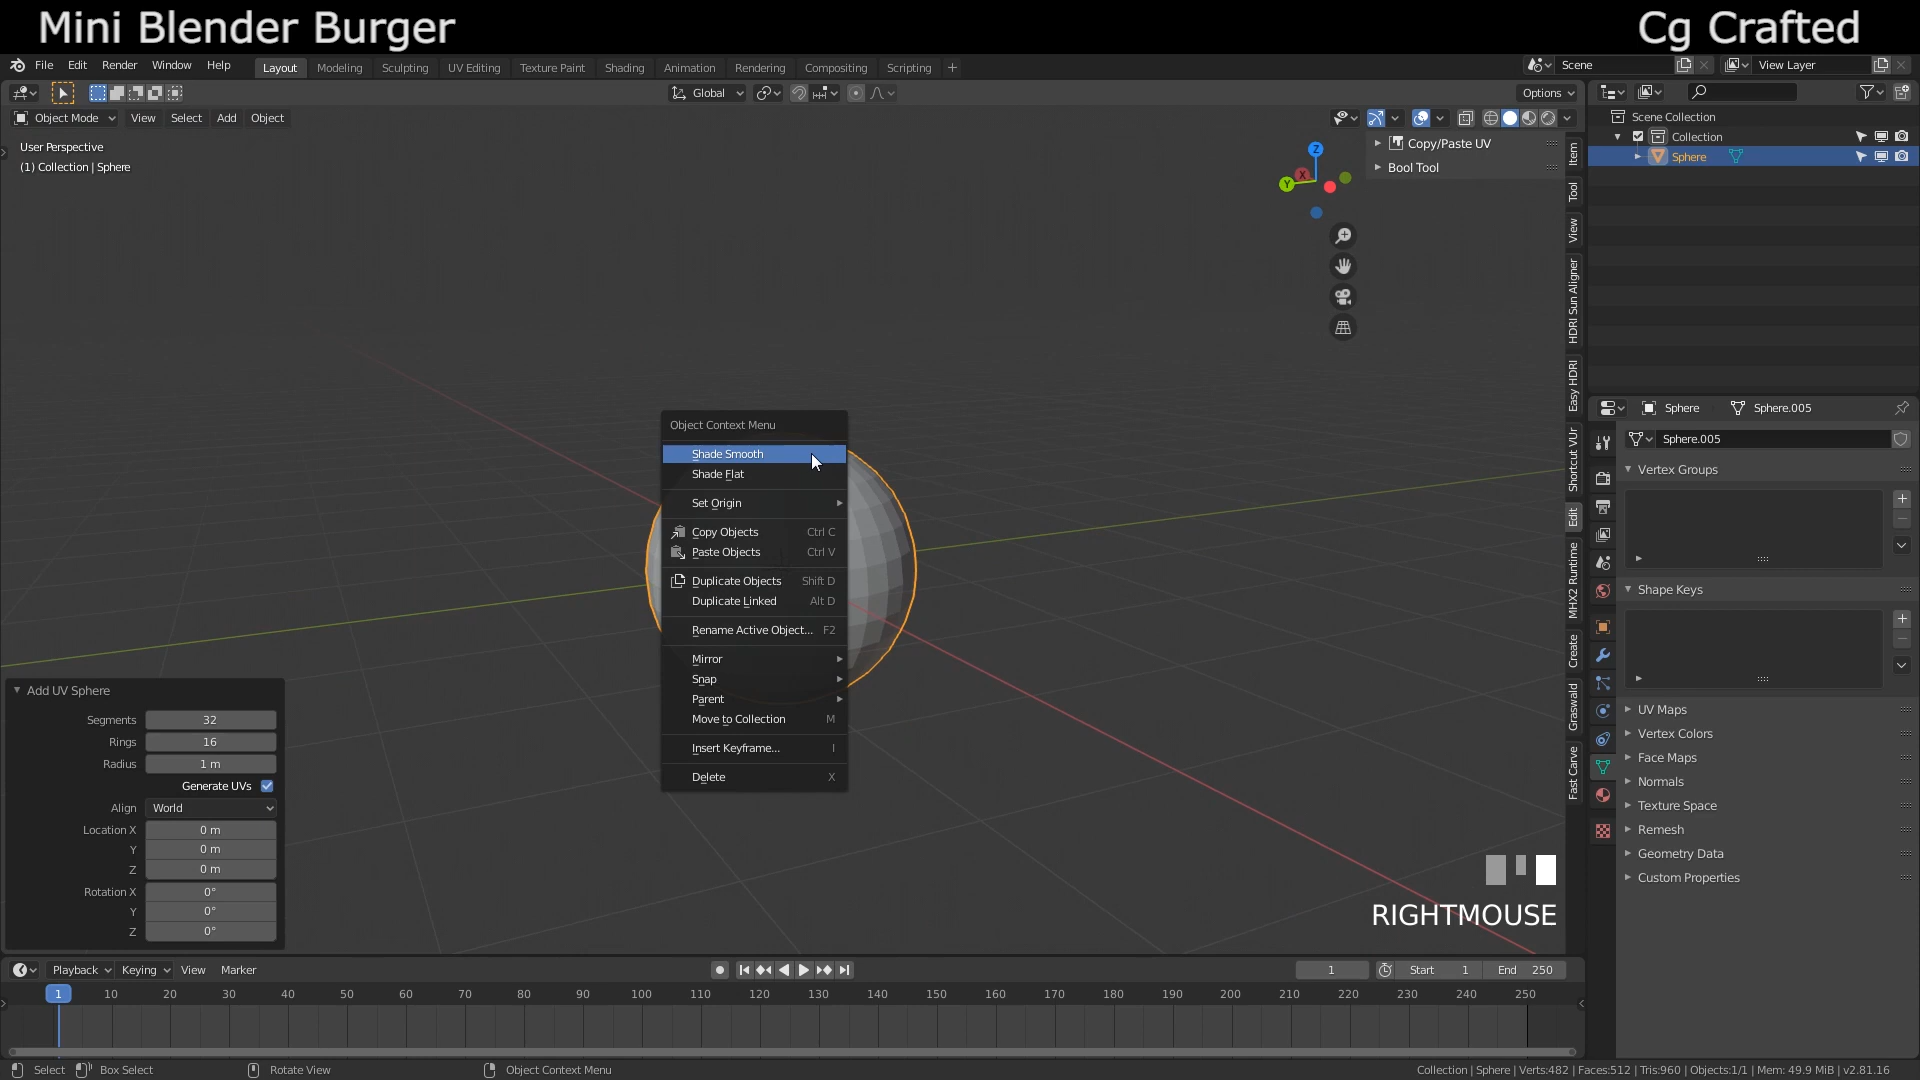 Mini Blender Burger
Cg Crafted
File Edit Render Window Help Layout Modeling Sculpting UV Editing Texture Paint Shading Animation Rendering Compositing Scripting + Scene View Layer
Global Options
Object Mode View Select Add Object
User Perspective
(1) Collection | Sphere
Copy/Paste UV
Bool Tool
Z
X
Y
Item
Tool
View
HDRI Sun Aligner
Easy HDRI
Shortcut VUr
Edit
MHX2 Runtime
Create
Graswald
Fast Carve
Scene Collection
Collection
Sphere
Object Context Menu
Shade Smooth
Shade Flat
Set Origin
Copy Objects Ctrl C
Paste Objects Ctrl V
Duplicate Objects Shift D
Duplicate Linked Alt D
Rename Active Object... F2
Mirror
Snap
Parent
Move to Collection M
Insert Keyframe... I
Delete X
Add UV Sphere
Segments 32
Rings 16
Radius 1 m
Generate UVs
Align World
Location X 0 m
Y 0 m
Z 0 m
Rotation X 0°
Y 0°
Z 0°
RIGHTMOUSE
Sphere Sphere.005
Sphere.005
Vertex Groups
Shape Keys
UV Maps
Vertex Colors
Face Maps
Normals
Texture Space
Remesh
Geometry Data
Custom Properties
Playback Keying View Marker 1 Start 1 End 250
1 10 20 30 40 50 60 70 80 90 100 110 120 130 140 150 160 170 180 190 200 210 220 230 240 250
Select Box Select Rotate View Object Context Menu Collection | Sphere | Verts:482 | Faces:512 | Tris:960 | Objects:1/1 | Mem: 49.9 MiB | v2.81.16